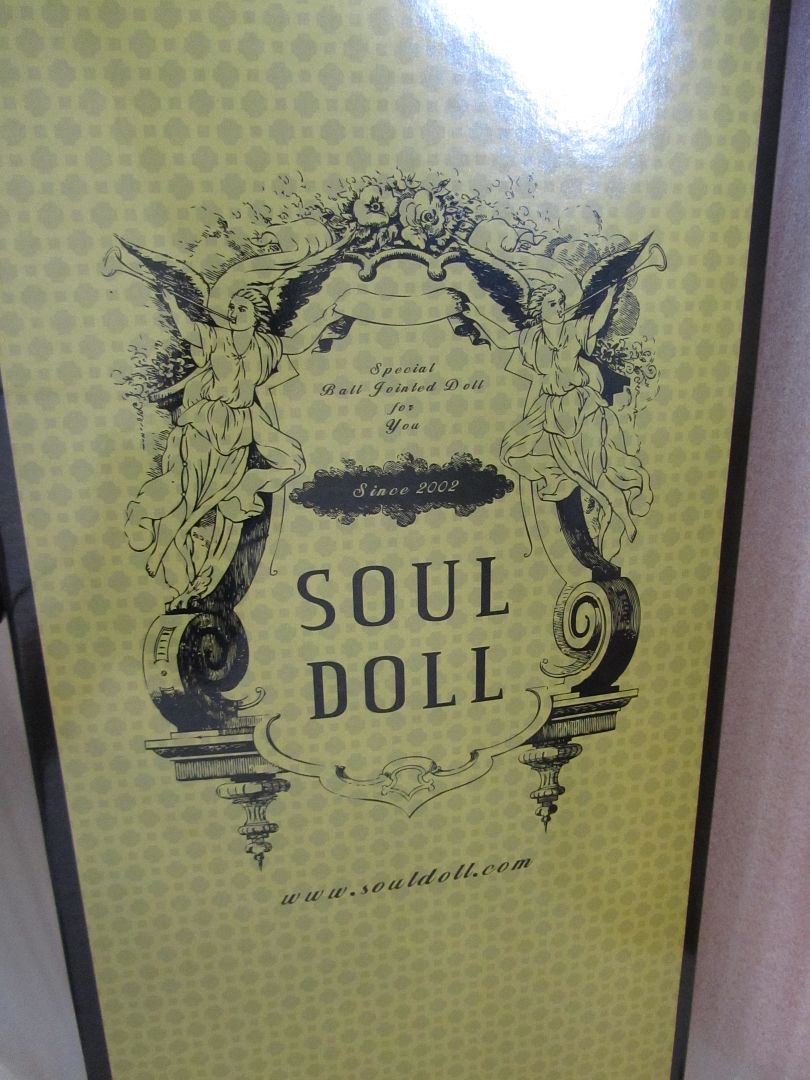 Special
Ball Jointed Doll
for
You
Since 2002
SOUL
DOLL
www.souldoll.com